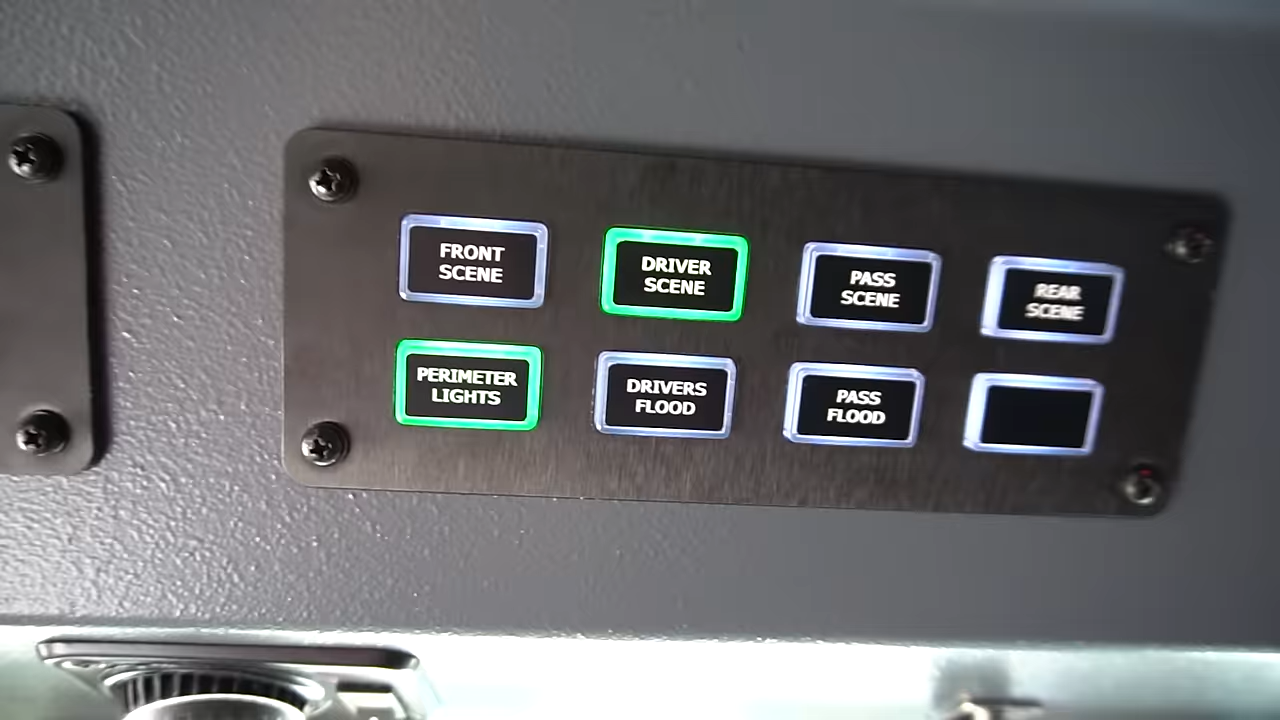 FRONT
SCENE
DRIVER
SCENE
PASS
SCENE
REAR
SCENE
PERIMETER
LIGHTS
DRIVERS
FLOOD
PASS
FLOOD